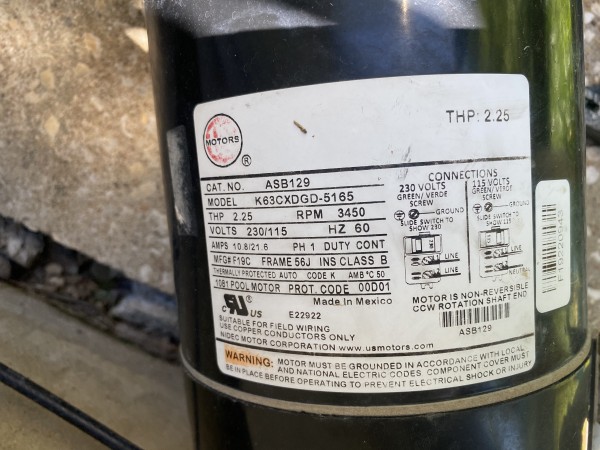 MOTORS
®
THP: 2.25
CAT. NO. ASB129
MODEL K63CXDGD-5165
THP 2.25 RPM 3450
VOLTS 230/115 HZ 60
AMPS 10.8/21.6 PH 1 DUTY CONT
MFG# F19C FRAME 56J INS CLASS B
THERMALLY PROTECTED AUTO CODE K AMB°C 50
1081 POOL MOTOR PROT. CODE 00D01
Made in Mexico
c UL US
E22922
SUITABLE FOR FIELD WIRING
USE COPPER CONDUCTORS ONLY
NIDEC MOTOR CORPORATION www.usmotors.com
CONNECTIONS
230 VOLTS
GREEN/ VERDE
SCREW
GROUND
SLIDE SWITCH TO
SHOW 230
LINE
LINE
115 VOLTS
GREEN/ VERDE
SCREW
GROUND
SLIDE SWITCH TO
SHOW 115
LINE
NEUTRAL
MOTOR IS NON-REVERSIBLE
CCW ROTATION SHAFT END.
ASB129
WARNING: MOTOR MUST BE GROUNDED IN ACCORDANCE WITH LOCAL
AND NATIONAL ELECTRIC CODES. COMPONENT COVER MUST
BE IN PLACE BEFORE OPERATING TO PREVENT ELECTRICAL SHOCK OR INJURY